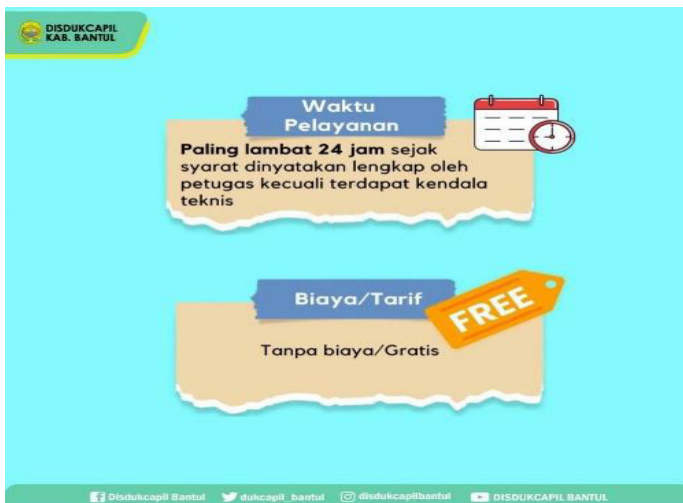 DISDUKCAPIL
KAB. BANTUL
Waktu
Pelayanan
Paling lambat 24 jam sejak
syarat dinyatakan lengkap oleh
petugas kecuali terdapat kendala
teknis
Biaya/Tarif
FREE
Tanpa biaya/Gratis
Disdukcapil Bantul dukcapil_bantul disdukcapilbantul DISDUKCAPIL BANTUL